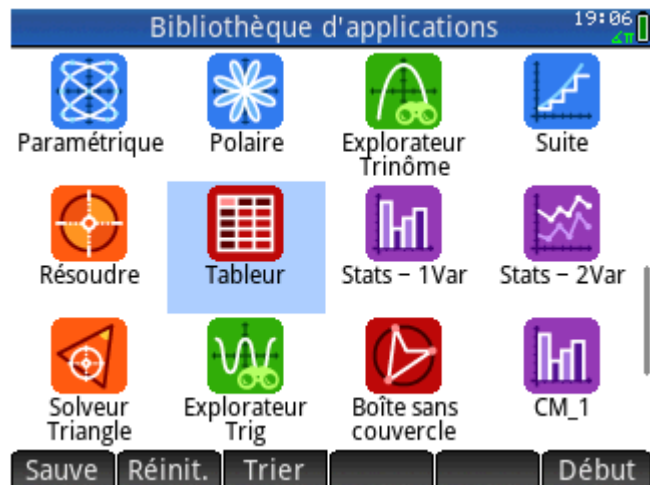 Bibliothèque d'applications 19:06
∡π
Paramétrique Polaire Explorateur Trinôme Suite
Résoudre Tableur Stats – 1Var Stats – 2Var
Solveur Triangle Explorateur Trig Boîte sans couvercle CM_1
Sauve Réinit. Trier Début